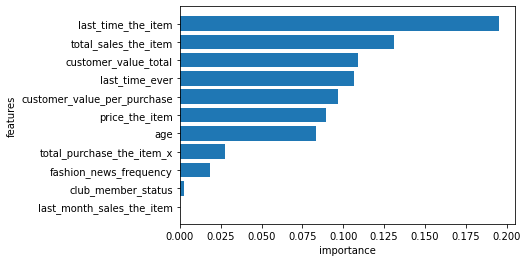 last_time_the_item
total_sales_the_item
customer_value_total
last_time_ever
customer_value_per_purchase
price_the_item
age
total_purchase_the_item_x
fashion_news_frequency
club_member_status
last_month_sales_the_item
features
0.000 0.025 0.050 0.075 0.100 0.125 0.150 0.175 0.200
importance